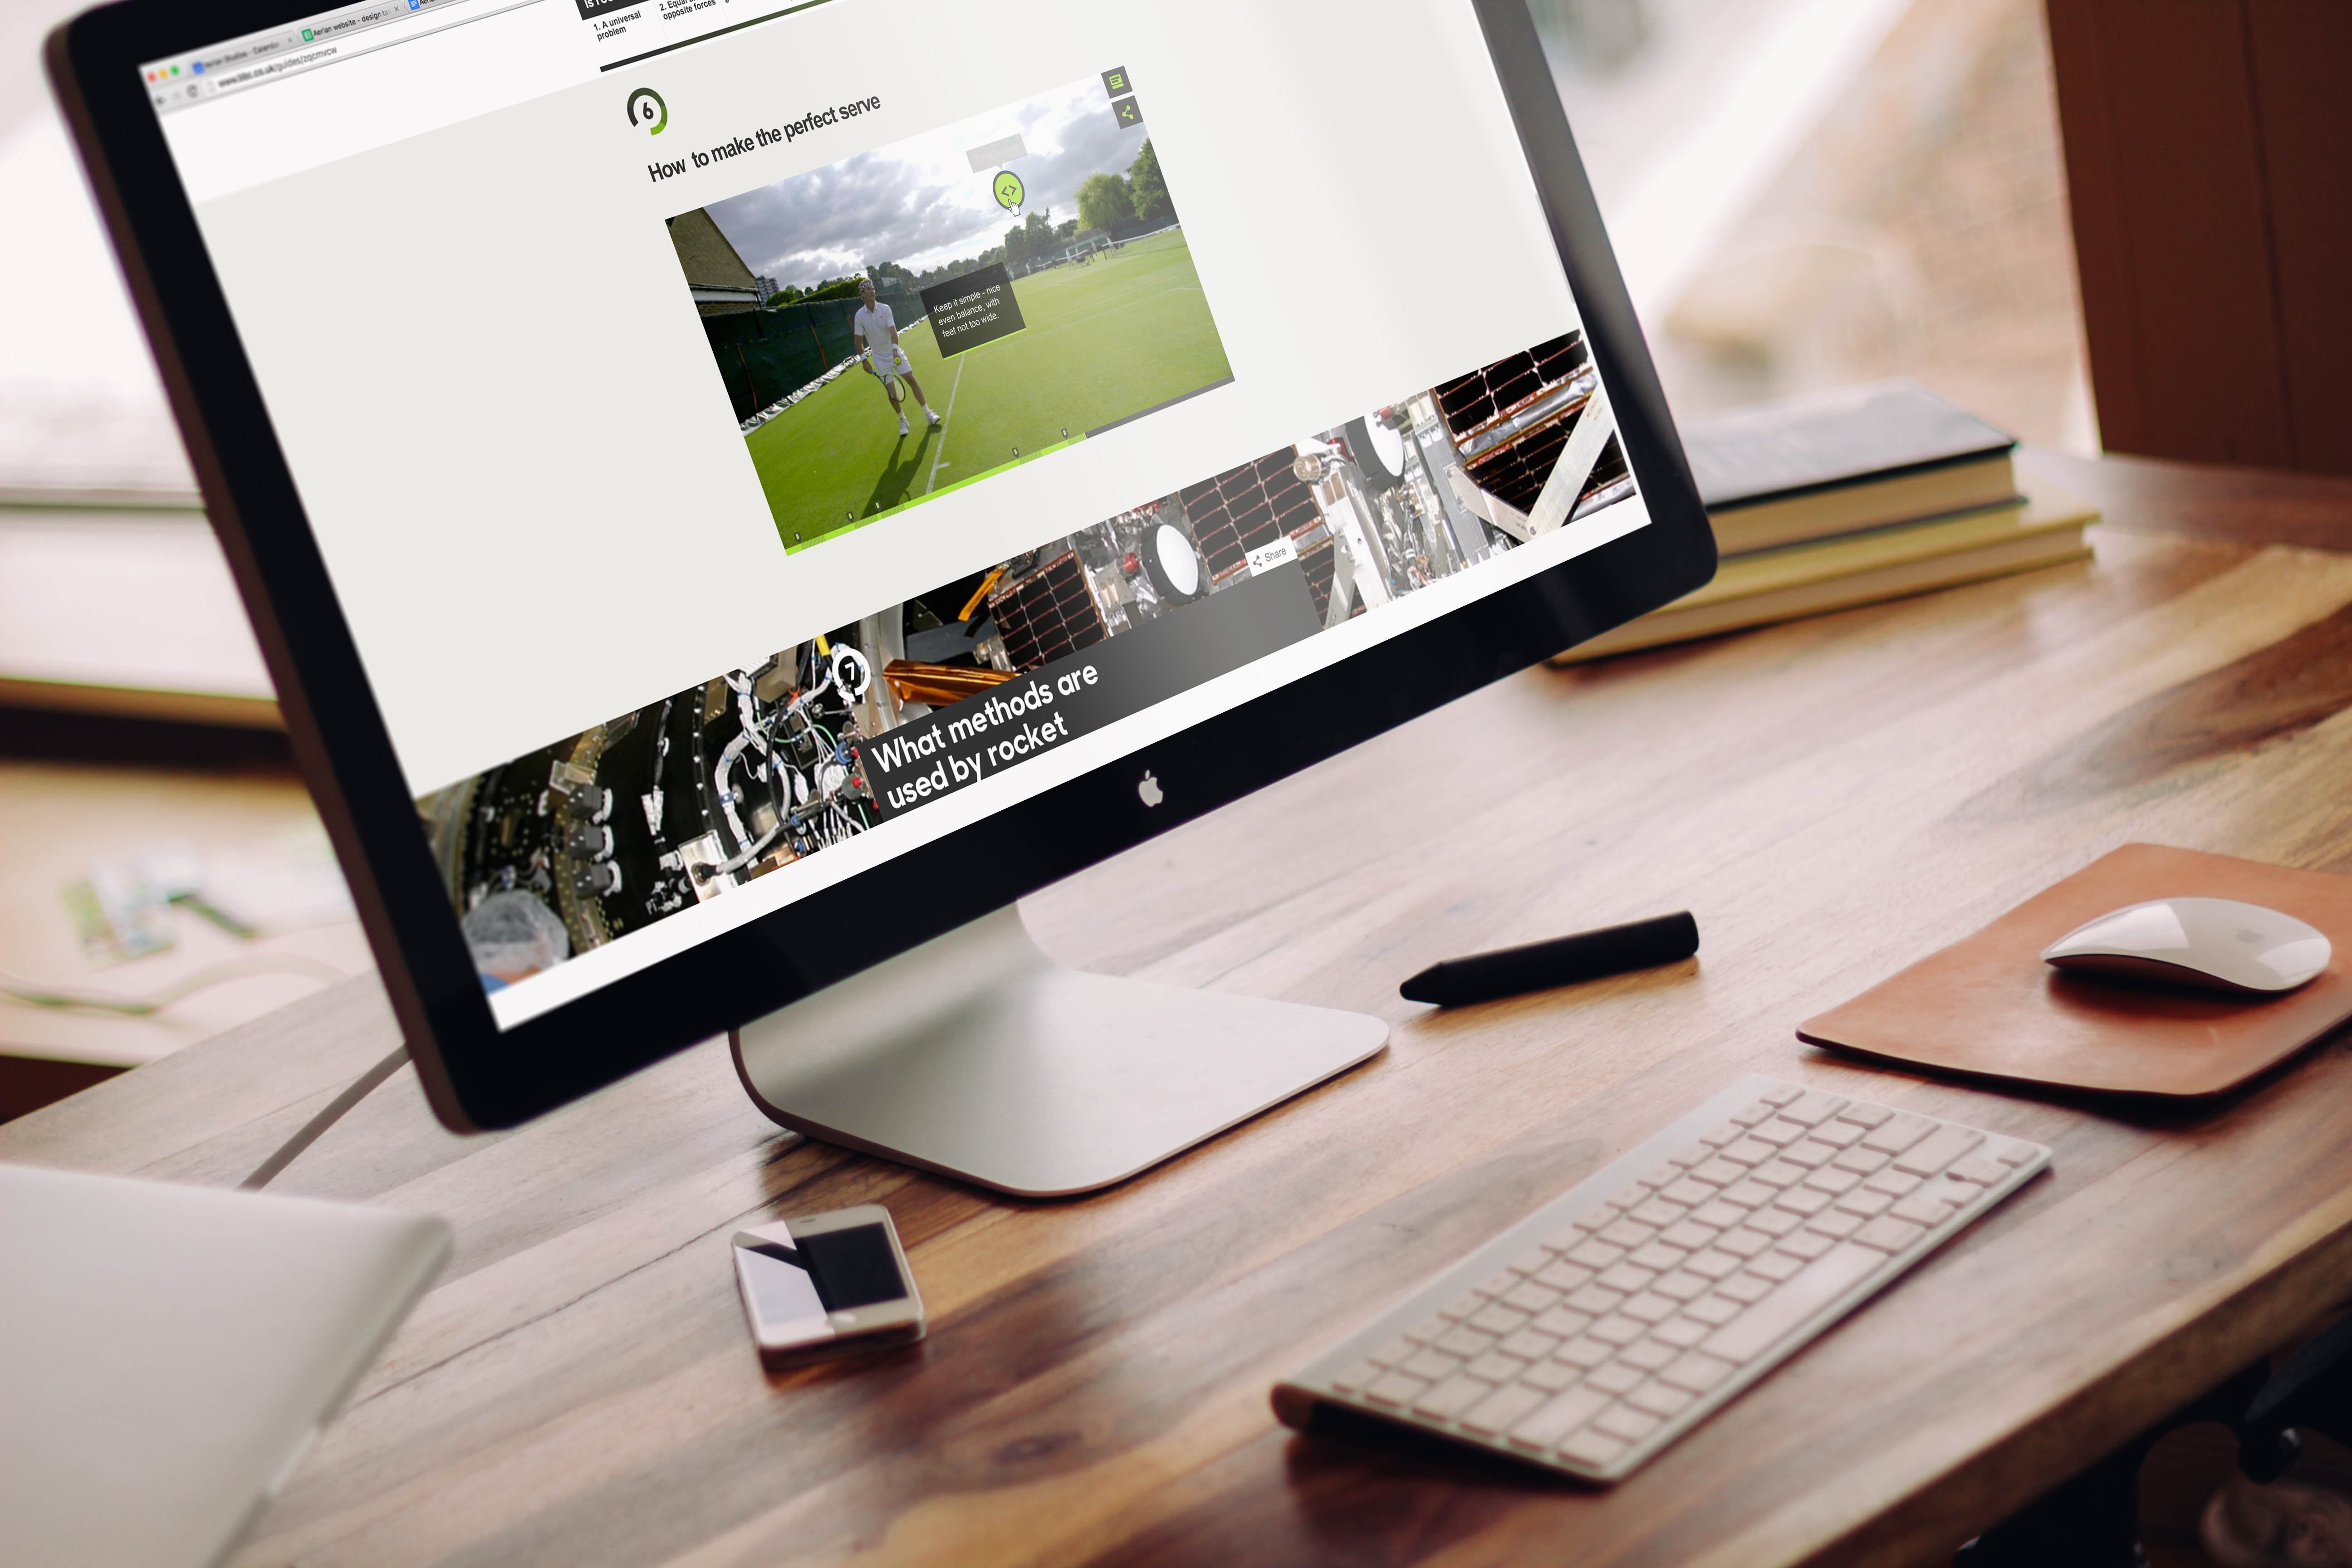 Aerian Studios - Calendar
Aerian website - design ta
www.bbc.co.uk/guides/zqcmvcw
1. A universal
problem
2. Equal a
opposite forces
6
How to make the perfect serve
Keep it simple - nice
even balance, with
feet not too wide.
Share
7
What methods are
used by rocket